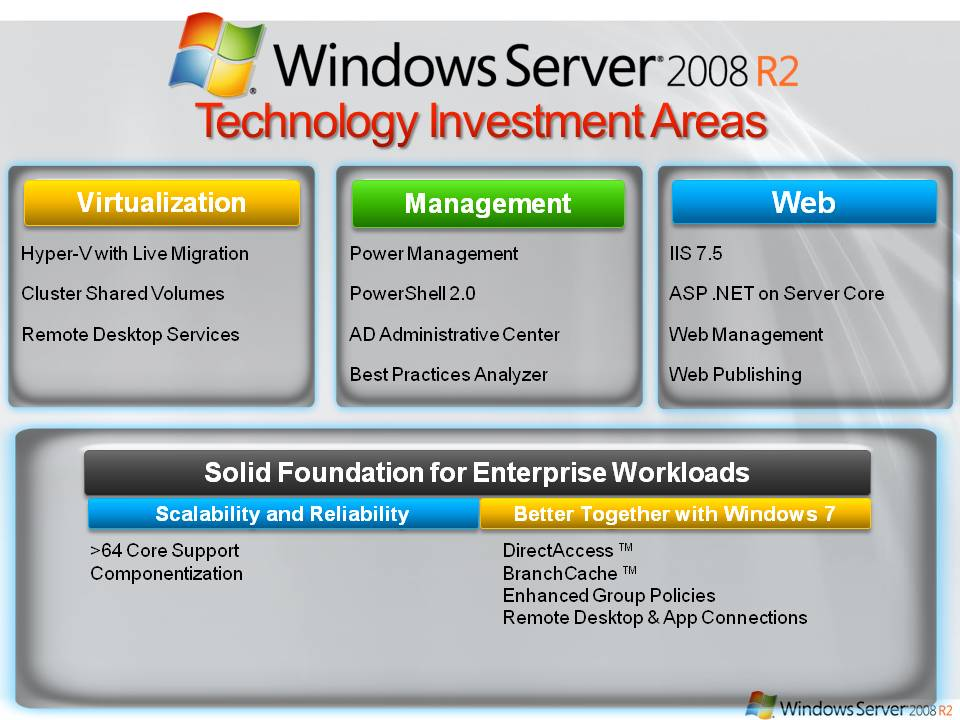 Windows Server® 2008 R2
Technology Investment Areas
Virtualization
Hyper-V with Live Migration
Cluster Shared Volumes
Remote Desktop Services
Management
Power Management
PowerShell 2.0
AD Administrative Center
Best Practices Analyzer
Web
IIS 7.5
ASP .NET on Server Core
Web Management
Web Publishing
Solid Foundation for Enterprise Workloads
Scalability and Reliability
>64 Core Support
Componentization
Better Together with Windows 7
DirectAccess ™
BranchCache ™
Enhanced Group Policies
Remote Desktop & App Connections
Windows Server 2008 R2